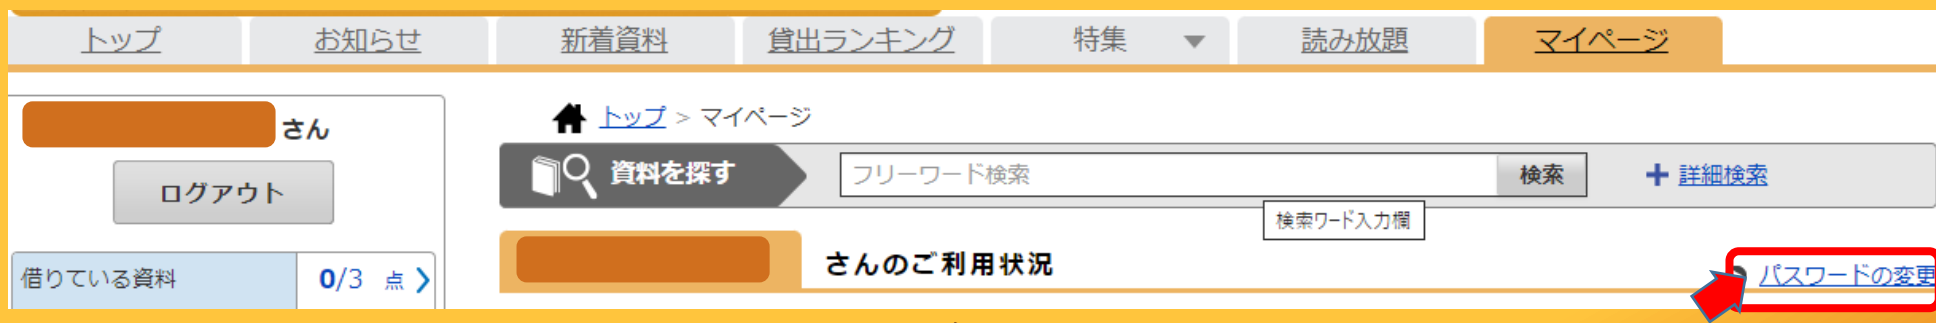 トップ
お知らせ
新着資料
貸出ランキング
特集 ▼
読み放題
マイページ
さん
ログアウト
借りている資料
0/3 点
トップ > マイページ
資料を探す
フリーワード検索
検索
詳細検索
検索ワード入力欄
さんのご利用状況
パスワードの変更